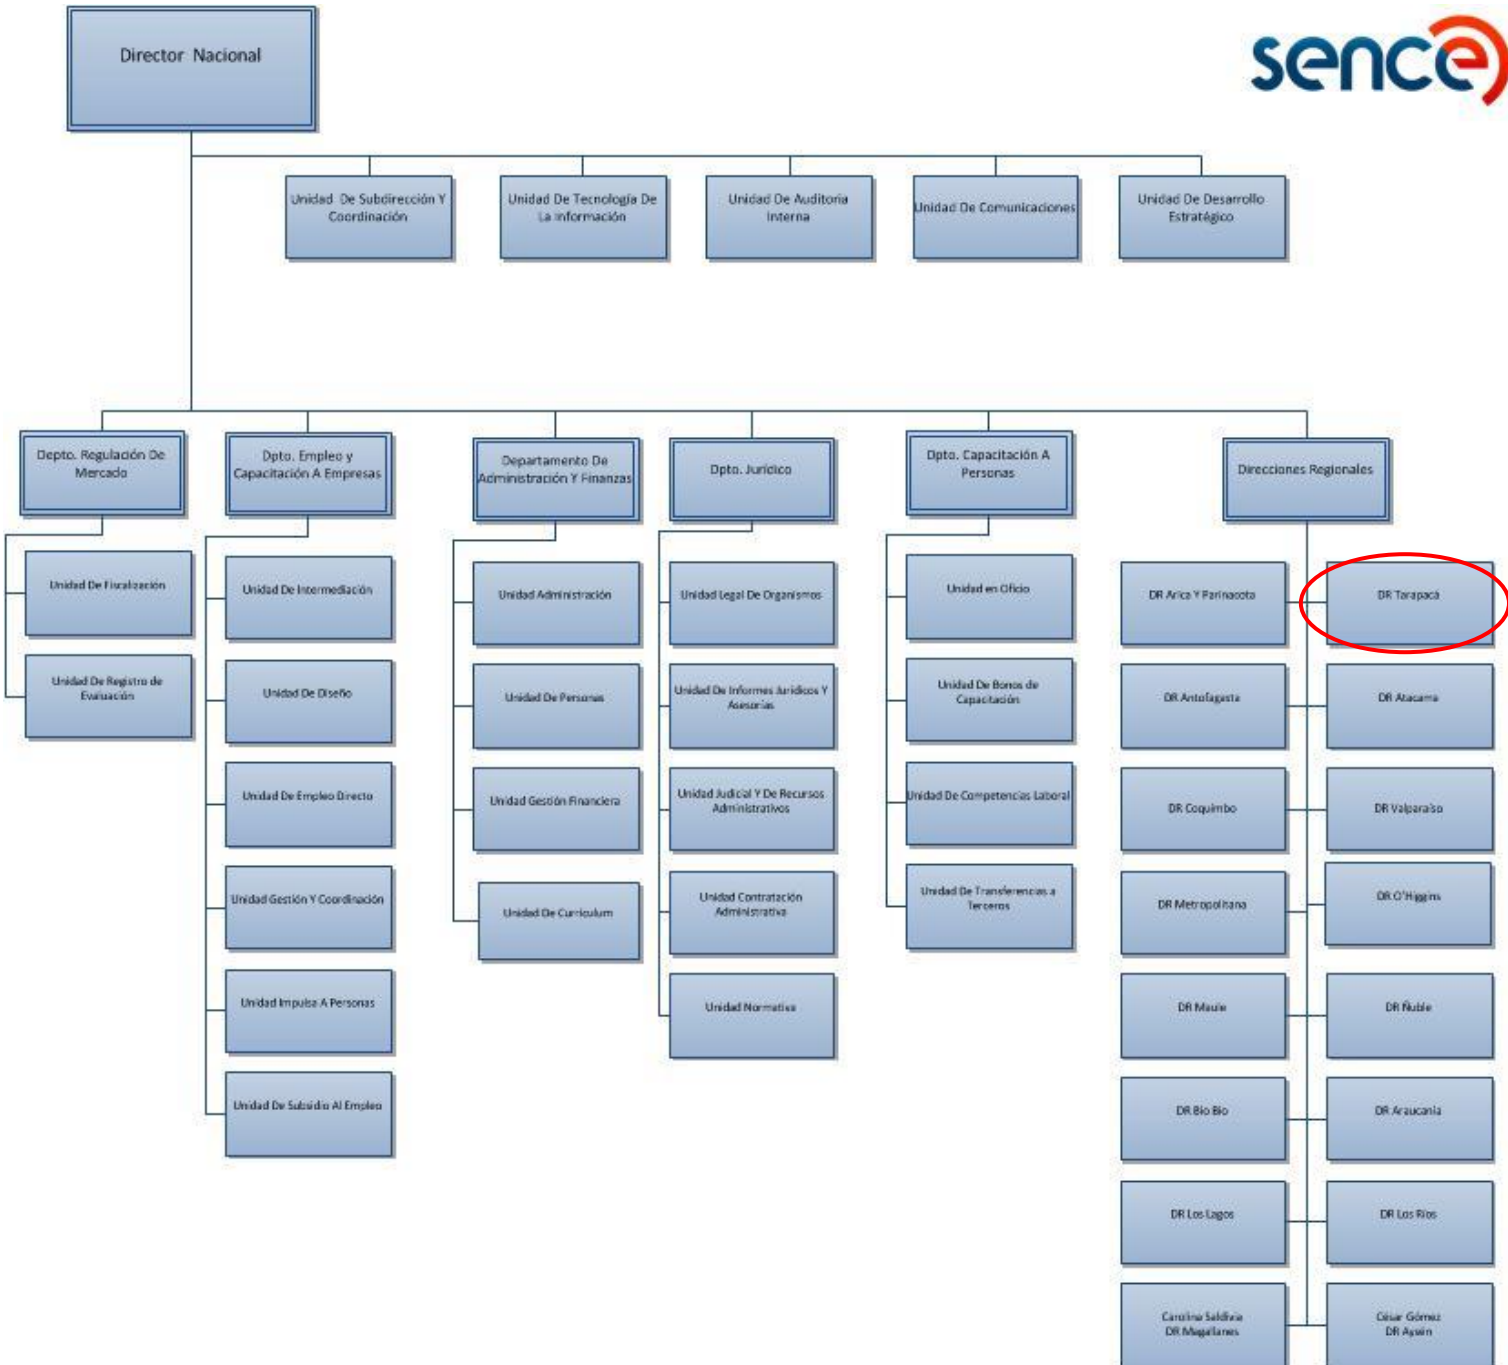 sence
Director Nacional
Unidad De Subdirección Y
Coordinación
Unidad De Tecnología De
La Información
Unidad De Auditoria
Interna
Unidad De Comunicaciones
Unidad De Desarrollo
Estratégico
Depto. Regulación De
Mercado
Dpto. Empleo y
Capacitación A Empresas
Departamento De
Administración Y Finanzas
Dpto. Jurídico
Dpto. Capacitación A
Personas
Direcciones Regionales
Unidad De Fiscalización
Unidad De Registro de
Evaluación
Unidad De Intermediación
Unidad De Diseño
Unidad De Empleo Directo
Unidad Gestión Y Coordinación
Unidad Impulsa A Personas
Unidad De Subsidio Al Empleo
Unidad Administración
Unidad De Personas
Unidad Gestión Financiera
Unidad De Curriculum
Unidad Legal De Organismos
Unidad De Informes Jurídicos Y
Asesorías
Unidad Judicial Y De Recursos
Administrativos
Unidad Contratación
Administrativa
Unidad Normativa
Unidad en Oficio
Unidad De Bonos de
Capacitación
Unidad De Competencias Laboral
Unidad De Transferencias a
Terceros
DR Arica Y Parinacota
DR Tarapacá
DR Antofagasta
DR Atacama
DR Coquimbo
DR Valparaíso
DR Metropolitana
DR O'Higgins
DR Maule
DR Ñuble
DR Bio Bio
DR Araucanía
DR Los Lagos
DR Los Ríos
Carolina Saldivia
DR Magallanes
César Gómez
DR Aysén